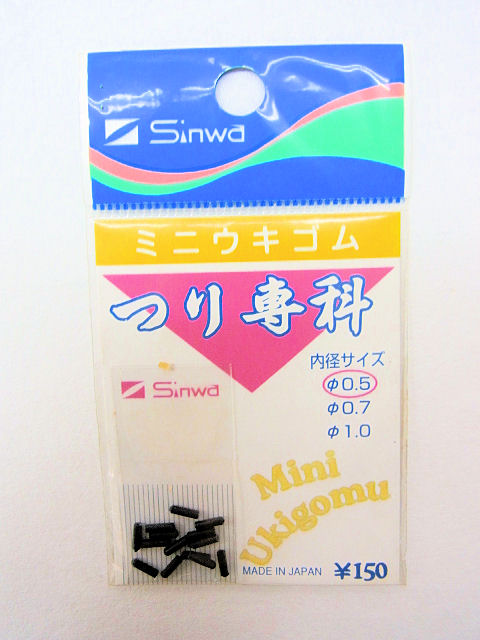 Sinwa
ミニウキゴム
つり専科
内径サイズ
φ0.5
φ0.7
φ1.0
Sinwa
Mini
Ukigomu
MADE IN JAPAN ¥150